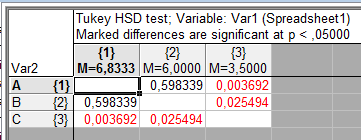 Tukey HSD test; Variable: Var1 (Spreadsheet1)
Marked differences are significant at p < ,05000
{1} {2} {3}
Var2 M=6,8333 M=6,0000 M=3,5000
A {1} 0,598339 0,003692
B {2} 0,598339 0,025494
C {3} 0,003692 0,025494